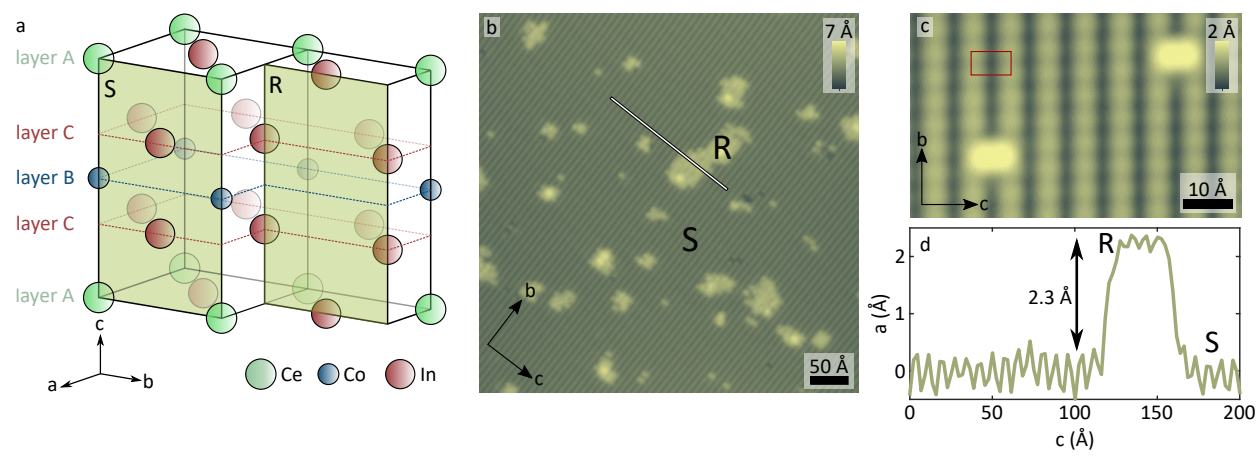 a
layer A
S
R
layer C
layer B
layer C
layer A
c
a
b
Ce
Co
In
b
7 Å
R
S
b
c
50 Å
c
2 Å
b
c
10 Å
d
R
2.3 Å
S
a (Å)
2
1
0
0
50
100
150
200
c (Å)